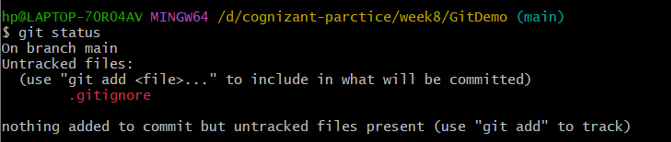 hp@LAPTOP-7ORO4AV MINGW64 /d/cognizant-parctice/week8/GitDemo (main)
$ git status
On branch main
Untracked files:
  (use "git add <file>..." to include in what will be committed)
        .gitignore

nothing added to commit but untracked files present (use "git add" to track)